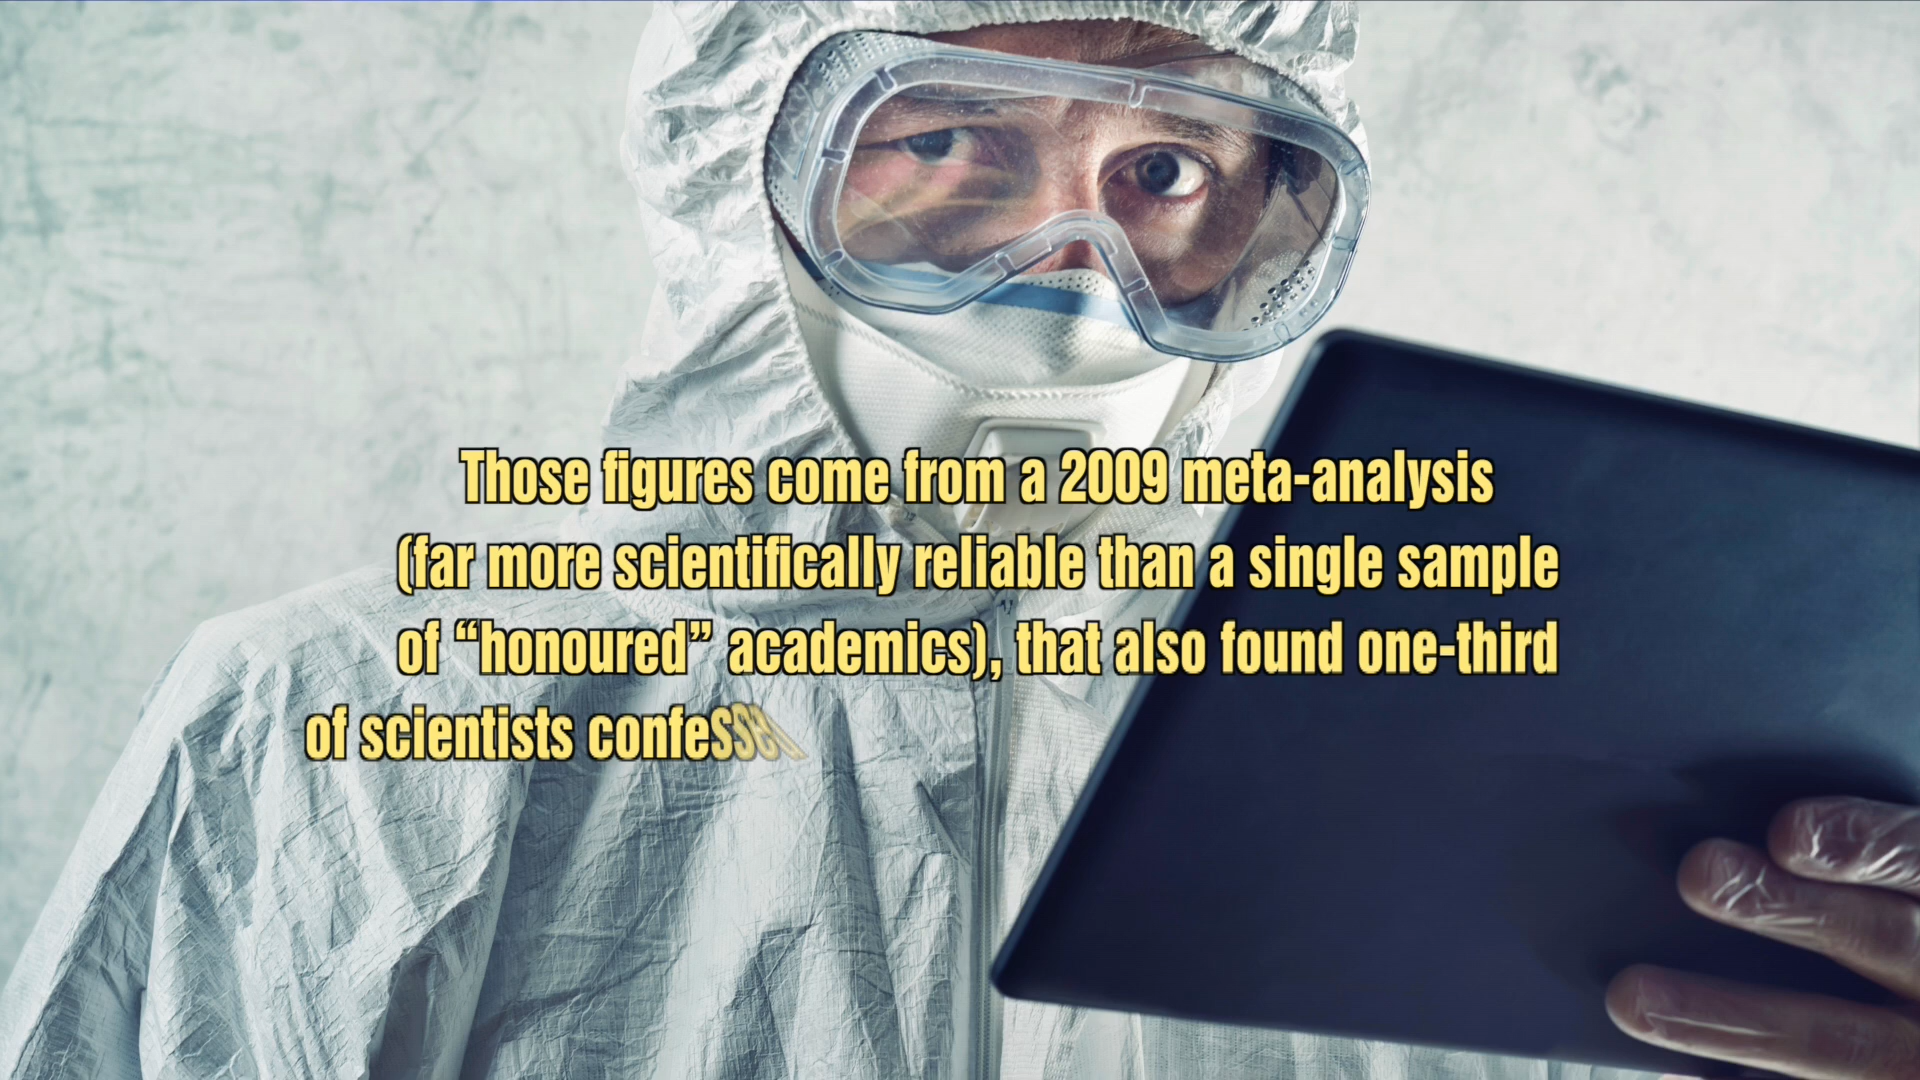 Those figures come from a 2009 meta-analysis
(far more scientifically reliable than a single sample
of “honoured” academics), that also found one-third
of scientists confessed